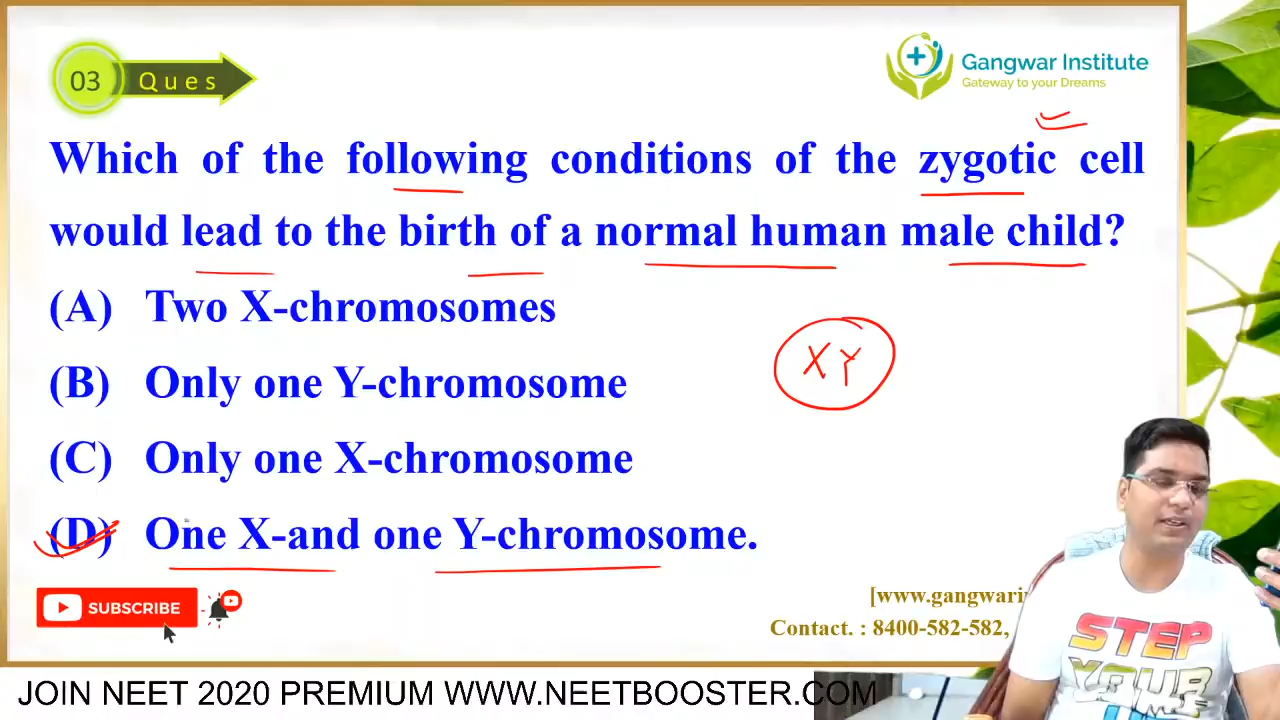 03 Ques
Gangwar Institute
Gateway to your Dreams
Which of the following conditions of the zygotic cell
would lead to the birth of a normal human male child?
(A) Two X-chromosomes
(B) Only one Y-chromosome
XY
(C) Only one X-chromosome
(D) One X-and one Y-chromosome.
SUBSCRIBE
Contact. : 8400-582-582,
STEP
YOUR
JOIN NEET 2020 PREMIUM WWW.NEETBOOSTER.COM